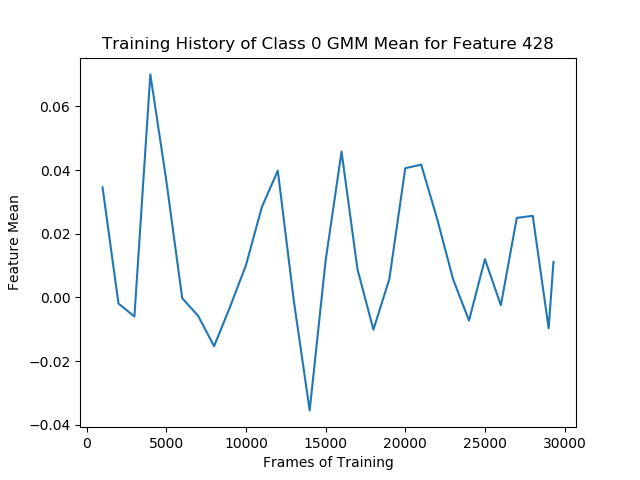 Training History of Class 0 GMM Mean for Feature 428
0.06
0.04
0.02
0.00
−0.02
−0.04
Feature Mean
0 5000 10000 15000 20000 25000 30000
Frames of Training